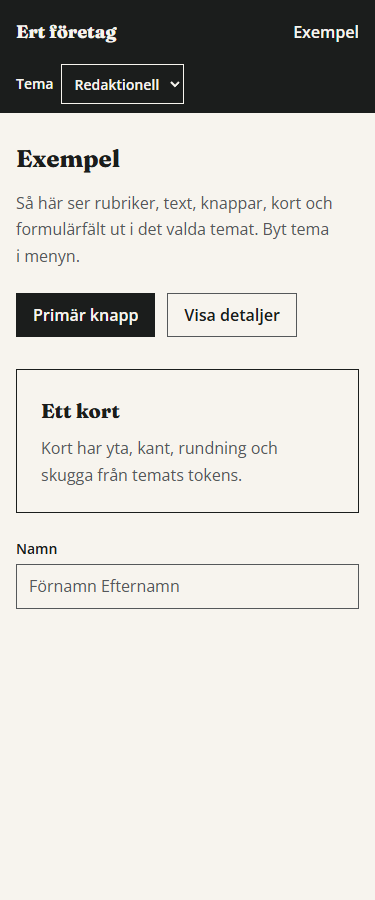 Ert företag
Exempel
Tema
Redaktionell
Exempel
Så här ser rubriker, text, knappar, kort och
formulärfält ut i det valda temat. Byt tema
i menyn.
Primär knapp
Visa detaljer
Ett kort
Kort har yta, kant, rundning och
skugga från temats tokens.
Namn
Förnamn Efternamn